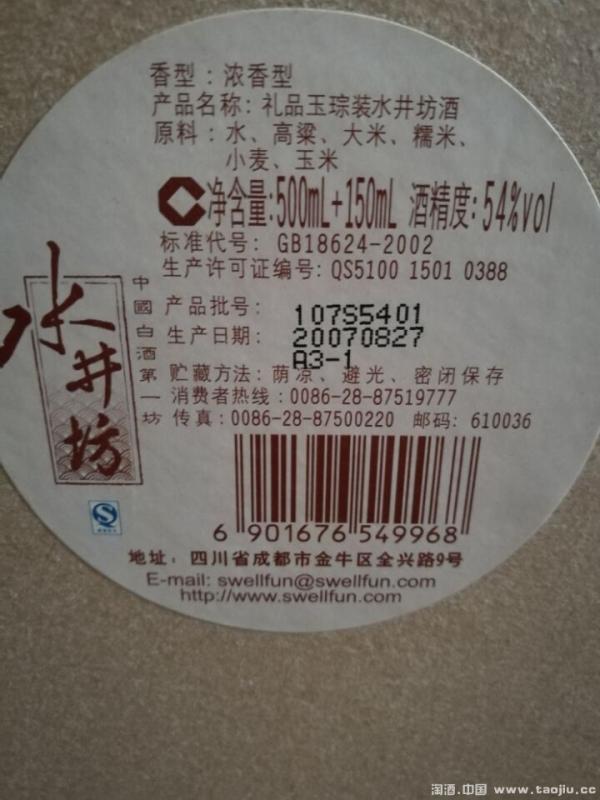 香型：浓香型
产品名称: 礼品玉琮装水井坊酒
原料：水、高粱、大米、糯米、
小麦、玉米
净含量:500mL+150mL 酒精度:54%vol
标准代号: GB18624-2002
生产许可证编号: QS5100 1501 0388
产品批号: 107S5401
生产日期: 20070827
A3-1
贮藏方法: 荫凉、避光、密闭保存
消费者热线: 0086-28-87519777
传真: 0086-28-87500220 邮码: 610036
水井坊
中國白酒第一坊
6 901676 549968
地址: 四川省成都市金牛区全兴路9号
E-mail: swellfun@swellfun.com
http://www.swellfun.com
淘酒.中国 www.taojiu.cc